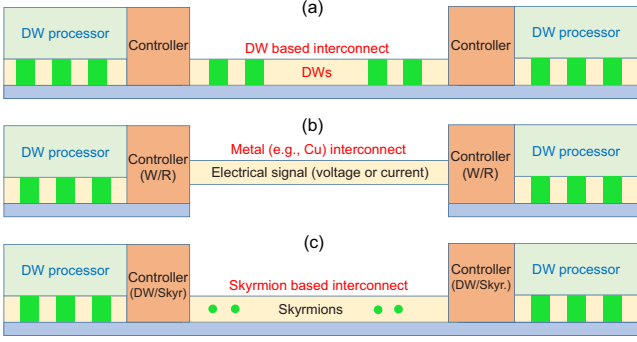 (a)
DW processor
Controller
DW based interconnect
DWs
Controller
DW processor
(b)
DW processor
Controller
(W/R)
Metal (e.g., Cu) interconnect
Electrical signal (voltage or current)
Controller
(W/R)
DW processor
(c)
DW processor
Controller
(DW/Skyr)
Skyrmion based interconnect
Skyrmions
Controller
(DW/Skyr.)
DW processor